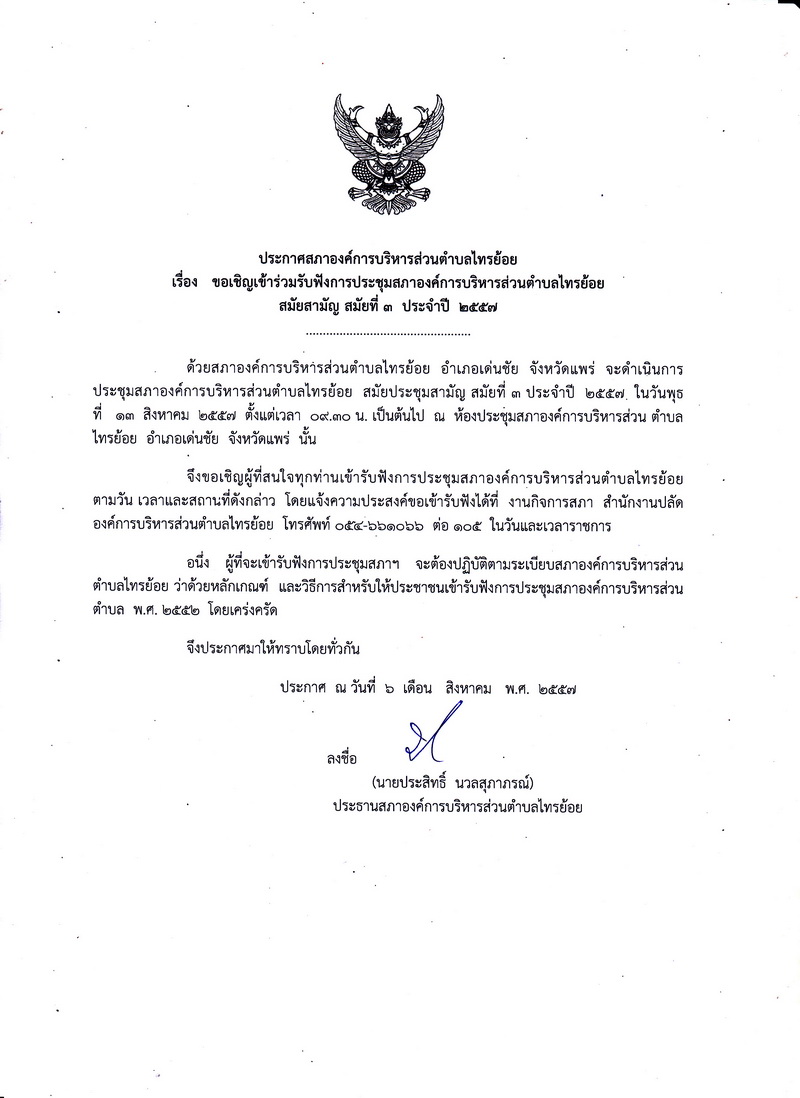 ประกาศสภาองค์การบริหารส่วนตำบลไทรย้อย
เรื่อง ขอเชิญเข้าร่วมรับฟังการประชุมสภาองค์การบริหารส่วนตำบลไทรย้อย
สมัยสามัญ สมัยที่ ๓ ประจำปี ๒๕๕๗
................................................
ด้วยสภาองค์การบริหารส่วนตำบลไทรย้อย อำเภอเด่นชัย จังหวัดแพร่ จะดำเนินการ
ประชุมสภาองค์การบริหารส่วนตำบลไทรย้อย สมัยประชุมสามัญ สมัยที่ ๓ ประจำปี ๒๕๕๗ ในวันพุธ
ที่ ๑๓ สิงหาคม ๒๕๕๗ ตั้งแต่เวลา ๐๙.๓๐ น. เป็นต้นไป ณ ห้องประชุมสภาองค์การบริหารส่วน ตำบล
ไทรย้อย อำเภอเด่นชัย จังหวัดแพร่ นั้น
จึงขอเชิญผู้ที่สนใจทุกท่านเข้ารับฟังการประชุมสภาองค์การบริหารส่วนตำบลไทรย้อย
ตามวัน เวลาและสถานที่ดังกล่าว โดยแจ้งความประสงค์ขอเข้ารับฟังได้ที่ งานกิจการสภา สำนักงานปลัด
องค์การบริหารส่วนตำบลไทรย้อย โทรศัพท์ ๐๕๔-๖๖๑๐๖๖ ต่อ ๑๐๕ ในวันและเวลาราชการ
อนึ่ง ผู้ที่จะเข้ารับฟังการประชุมสภาฯ จะต้องปฏิบัติตามระเบียบสภาองค์การบริหารส่วน
ตำบลไทรย้อย ว่าด้วยหลักเกณฑ์ และวิธีการสำหรับให้ประชาชนเข้ารับฟังการประชุมสภาองค์การบริหารส่วน
ตำบล พ.ศ. ๒๕๕๒ โดยเคร่งครัด
จึงประกาศมาให้ทราบโดยทั่วกัน
ประกาศ ณ วันที่ ๖ เดือน สิงหาคม พ.ศ. ๒๕๕๗
ลงชื่อ
(นายประสิทธิ์ นวลสุภาภรณ์)
ประธานสภาองค์การบริหารส่วนตำบลไทรย้อย